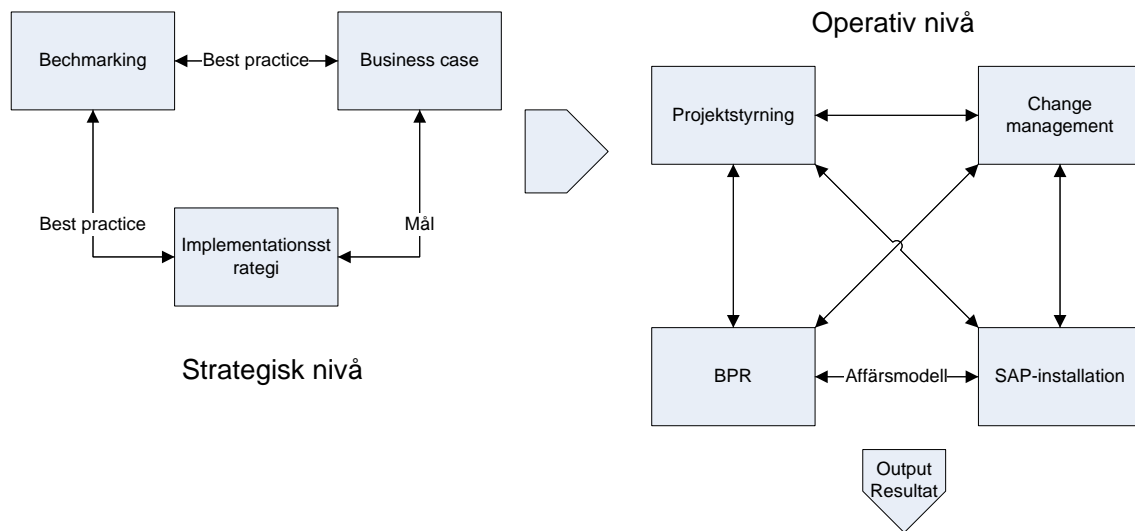 Bechmarking
Best practice
Business case
Best practice
Mål
Implementationsst
rategi
Strategisk nivå
Operativ nivå
Projektstyrning
Change
management
BPR
Affärsmodell
SAP-installation
Output
Resultat